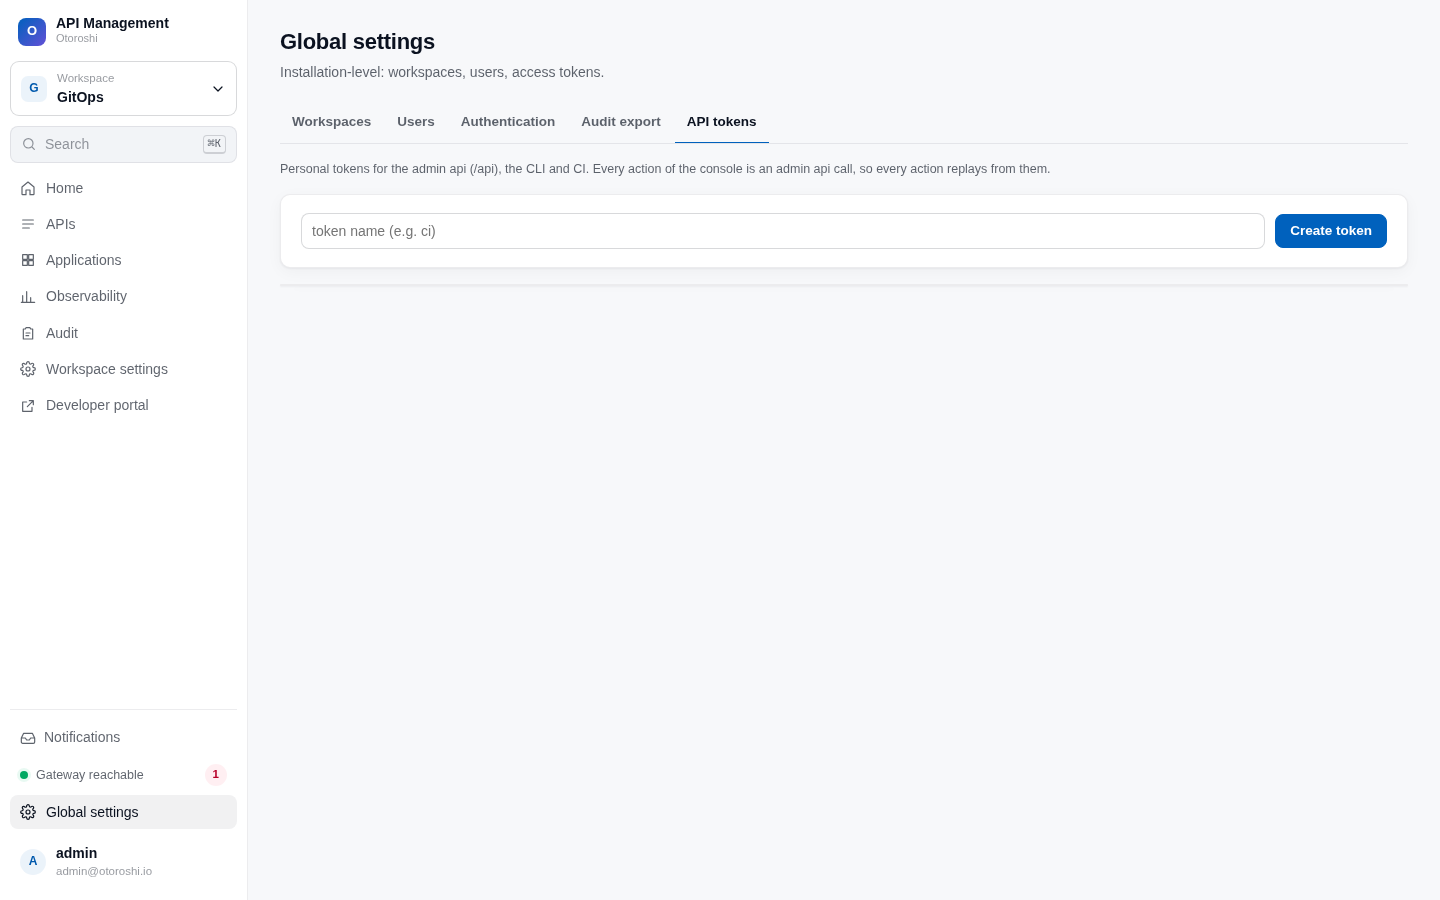 O
API Management
Otoroshi
G
Workspace
GitOps
Search
⌘K
Home
APIs
Applications
Observability
Audit
Workspace settings
Developer portal
Notifications
Gateway reachable
1
Global settings
A
admin
admin@otoroshi.io
Global settings
Installation-level: workspaces, users, access tokens.
Workspaces Users Authentication Audit export API tokens
Personal tokens for the admin api (/api), the CLI and CI. Every action of the console is an admin api call, so every action replays from them.
token name (e.g. ci)
Create token